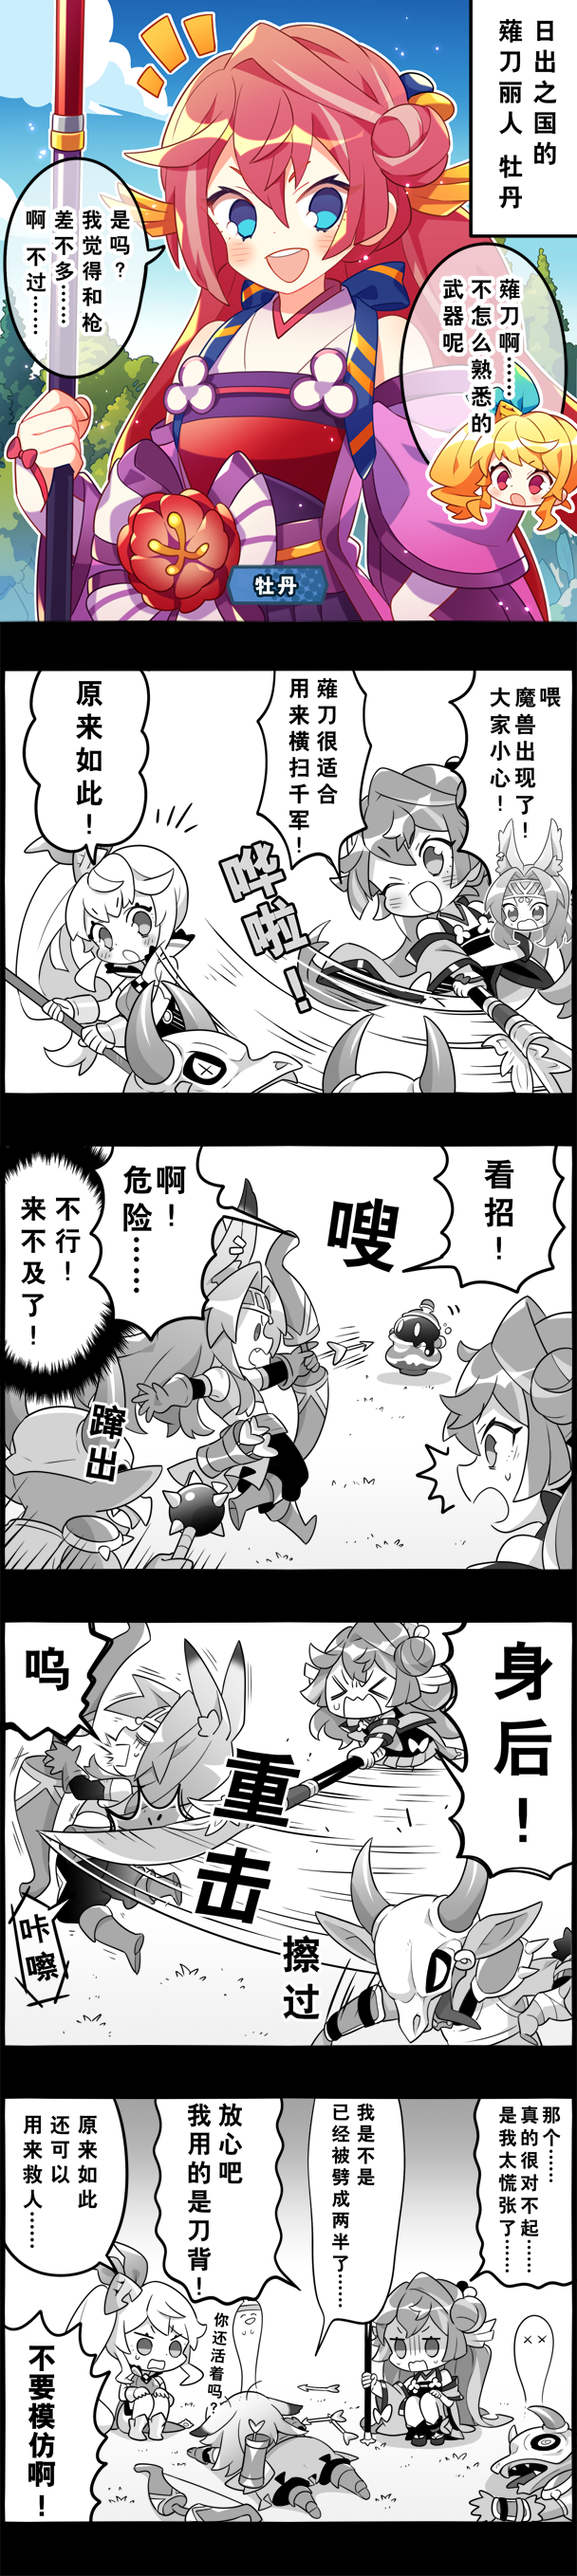 日出之国的
薙刀丽人 牡丹
薙刀啊……
不怎么熟悉的
武器呢
是吗？
我觉得和枪
差不多……
啊 不过……
牡丹
喂
魔兽出现了！
大家小心！
薙刀很适合
用来横扫千军！
哗啦！
原来如此！
看招！
嗖
啊！
危险……
不行！
来不及了！
蹿出
身后！
重击
呜
擦过
咔嚓
那个……
真的很对不起……
是我太慌张了……
我是不是
已经被劈成两半了……
放心吧
我用的是刀背！
你还活着吗？
原来如此
还可以
用来救人……
不要模仿啊！